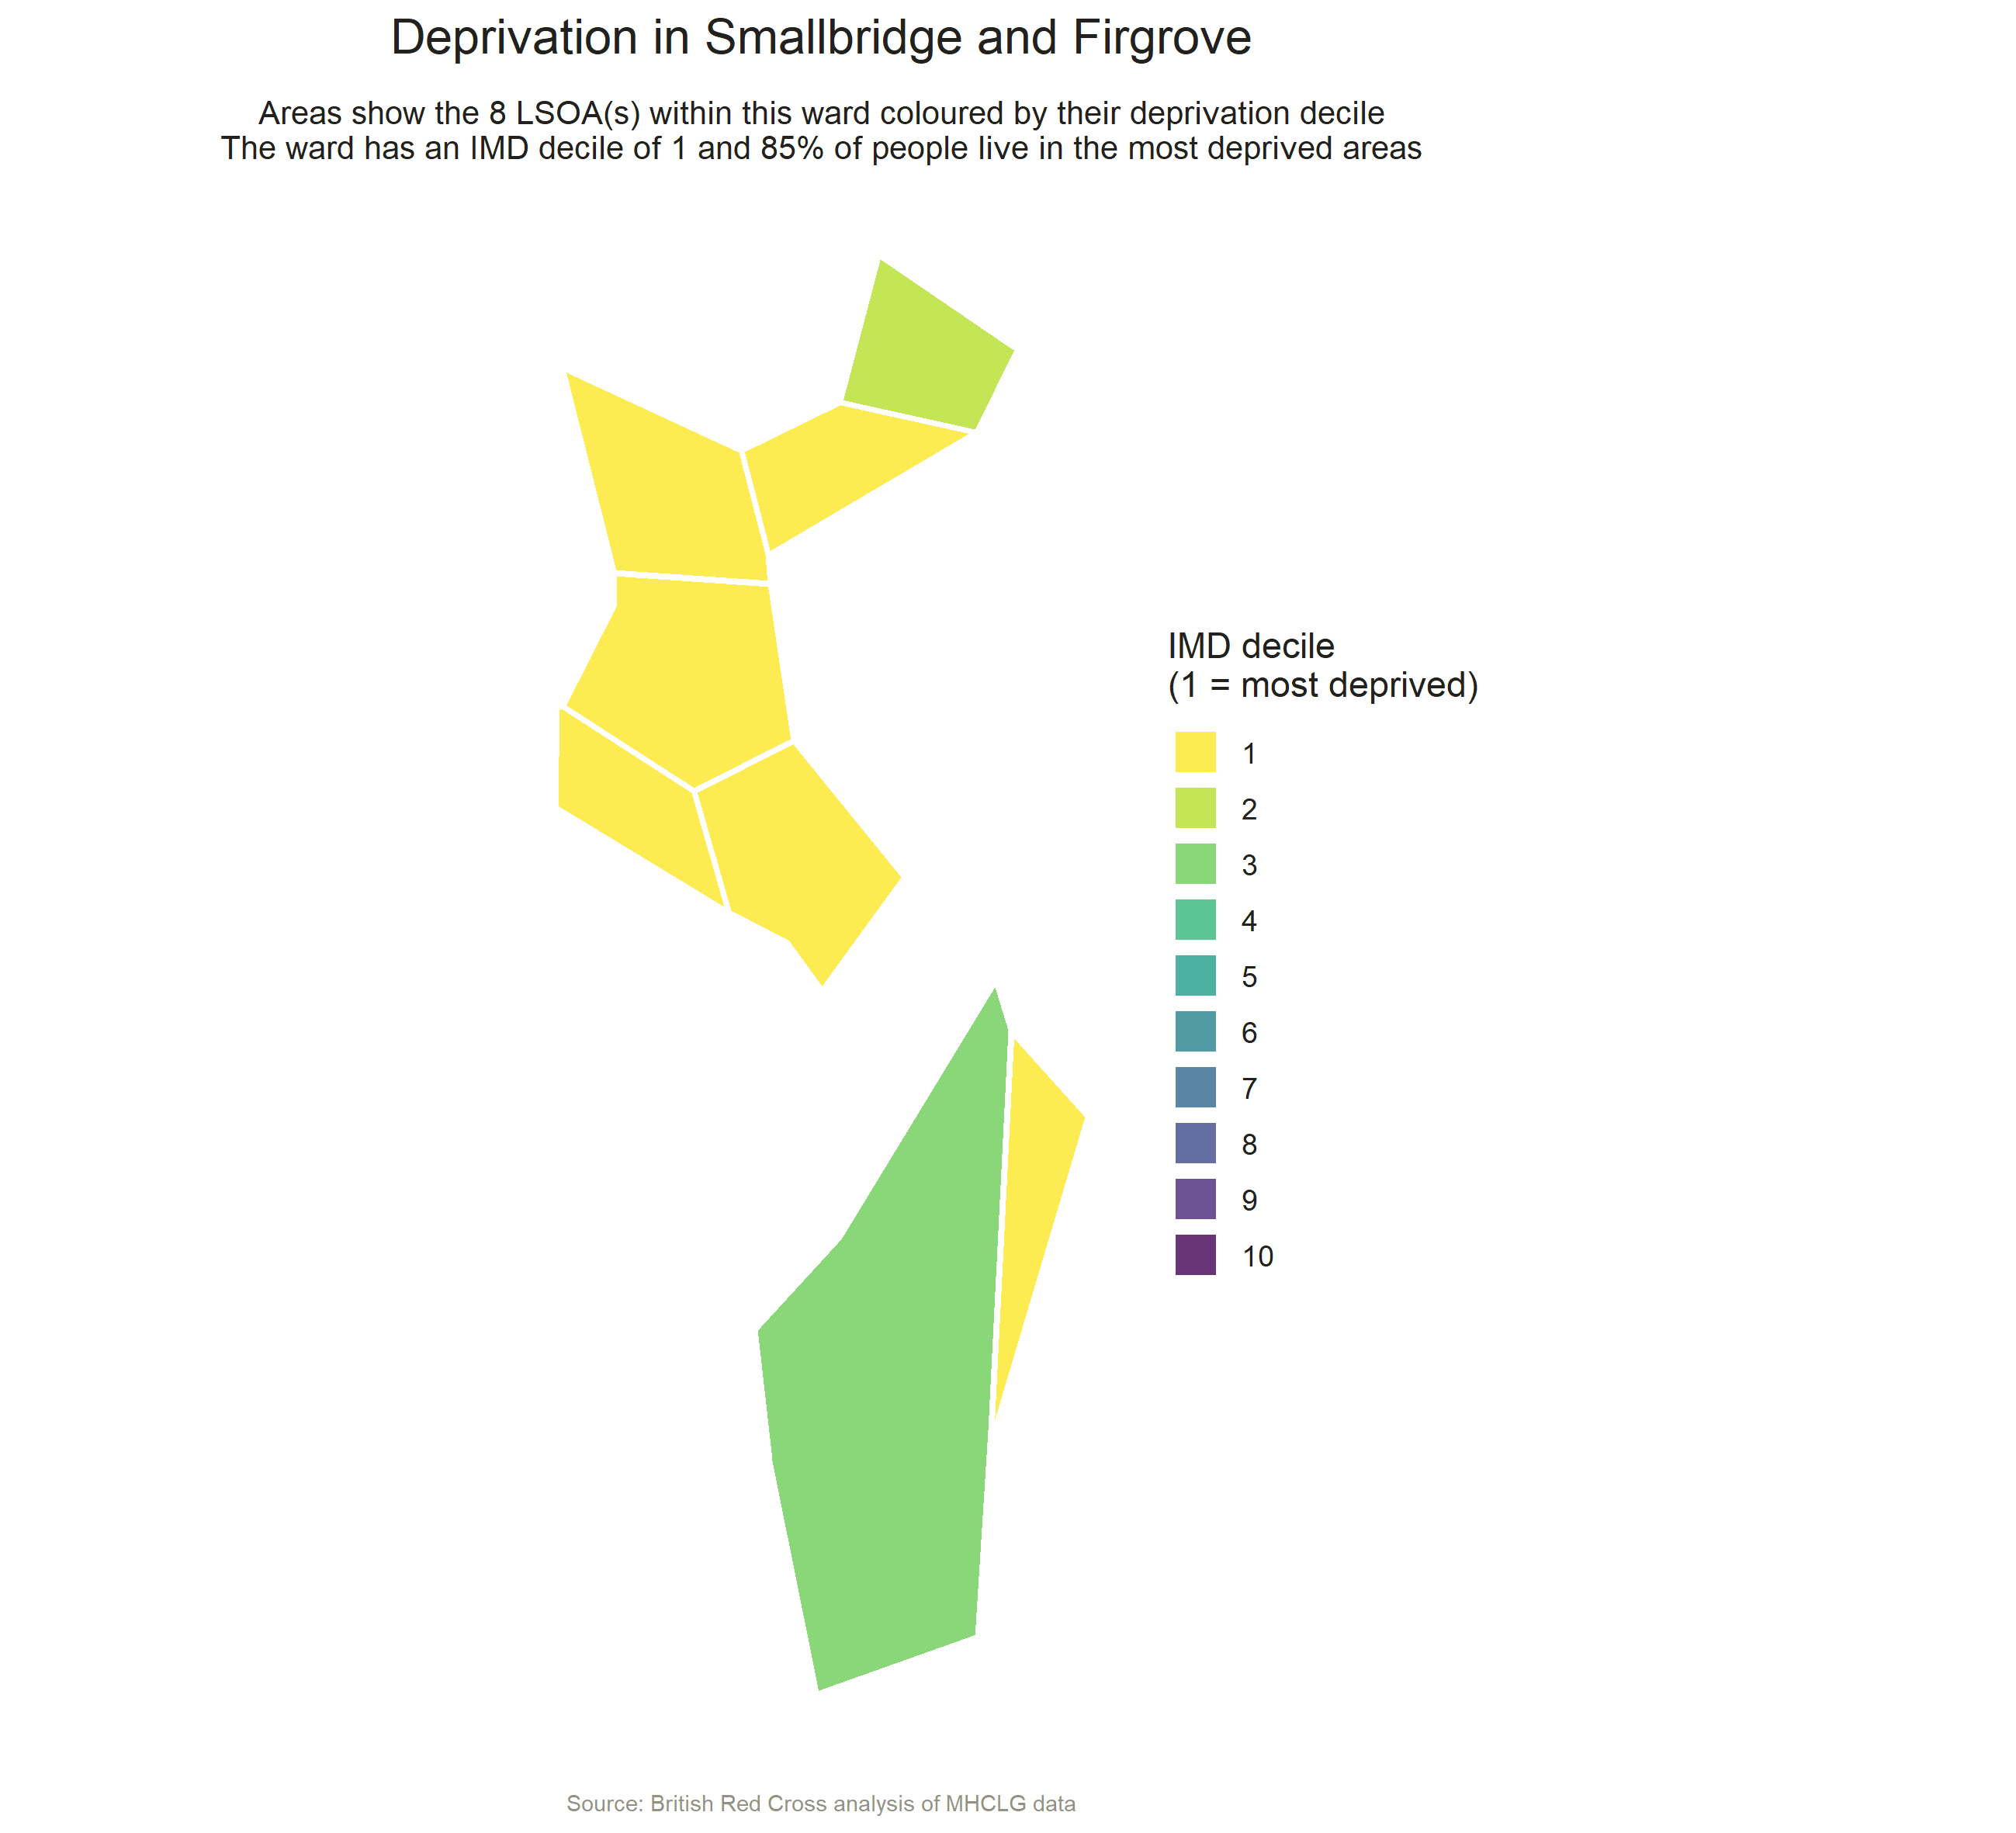 Deprivation in Smallbridge and Firgrove
Areas show the 8 LSOA(s) within this ward coloured by their deprivation decile
The ward has an IMD decile of 1 and 85% of people live in the most deprived areas
IMD decile
(1 = most deprived)
1
2
3
4
5
6
7
8
9
10
Source: British Red Cross analysis of MHCLG data